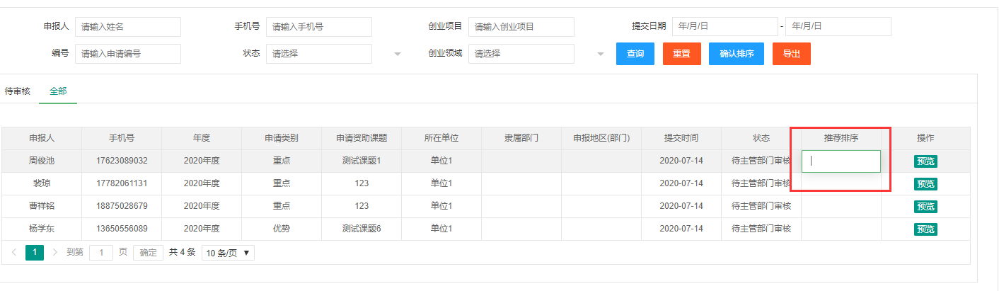 申报人 请输入姓名 手机号 请输入手机号 创业项目 请输入创业项目 提交日期 年/月/日 - 年/月/日
编号 请输入申请编号 状态 请选择 创业领域 请选择 查询 重置 确认排序 导出
待审核 全部
申报人 手机号 年度 申请类别 申请资助课题 所在单位 隶属部门 申报地区(部门) 提交时间 状态 推荐排序 操作
周俊池 17623089032 2020年度 重点 测试课题1 单位1 2020-07-14 待主管部门审核 预览
裴琼 17782061131 2020年度 重点 123 单位1 2020-07-14 待主管部门审核 预览
曹祥铭 18875028679 2020年度 重点 123 单位1 2020-07-14 待主管部门审核 预览
杨学东 13650556089 2020年度 优势 测试课题6 单位1 2020-07-14 待主管部门审核 预览
1 到第 1 页 确定 共 4 条 10 条/页